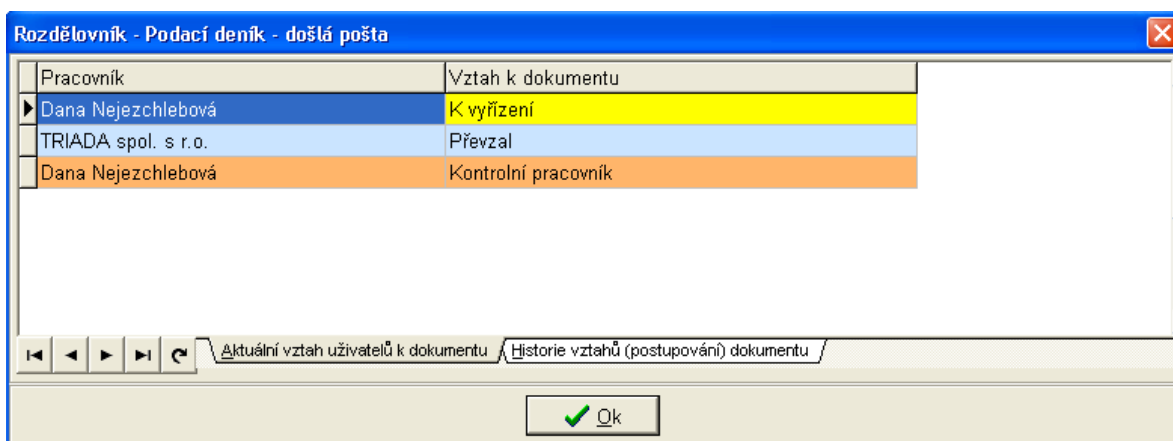 Rozdělovník - Podací deník - došlá pošta
Pracovník Vztah k dokumentu
Dana Nejezchlebová K vyřízení
TRIADA spol. s r.o. Převzal
Dana Nejezchlebová Kontrolní pracovník
Aktuální vztah uživatelů k dokumentu Historie vztahů (postupování) dokumentu
Ok